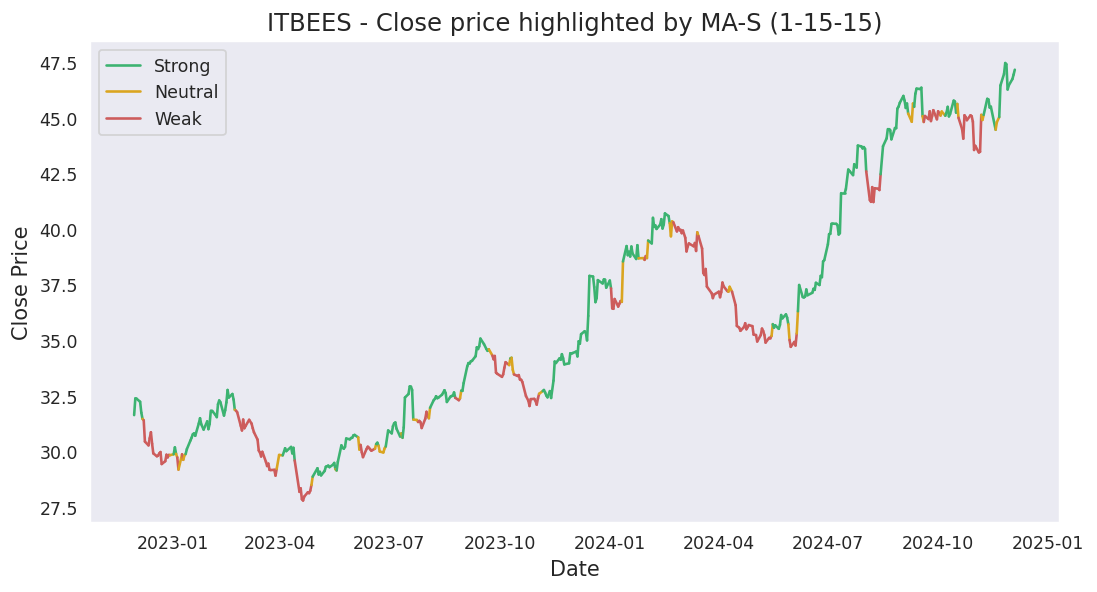 ITBEES - Close price highlighted by MA-S (1-15-15)
Strong
Neutral
Weak
Close Price
47.5
45.0
42.5
40.0
37.5
35.0
32.5
30.0
27.5
2023-01 2023-04 2023-07 2023-10 2024-01 2024-04 2024-07 2024-10 2025-01
Date